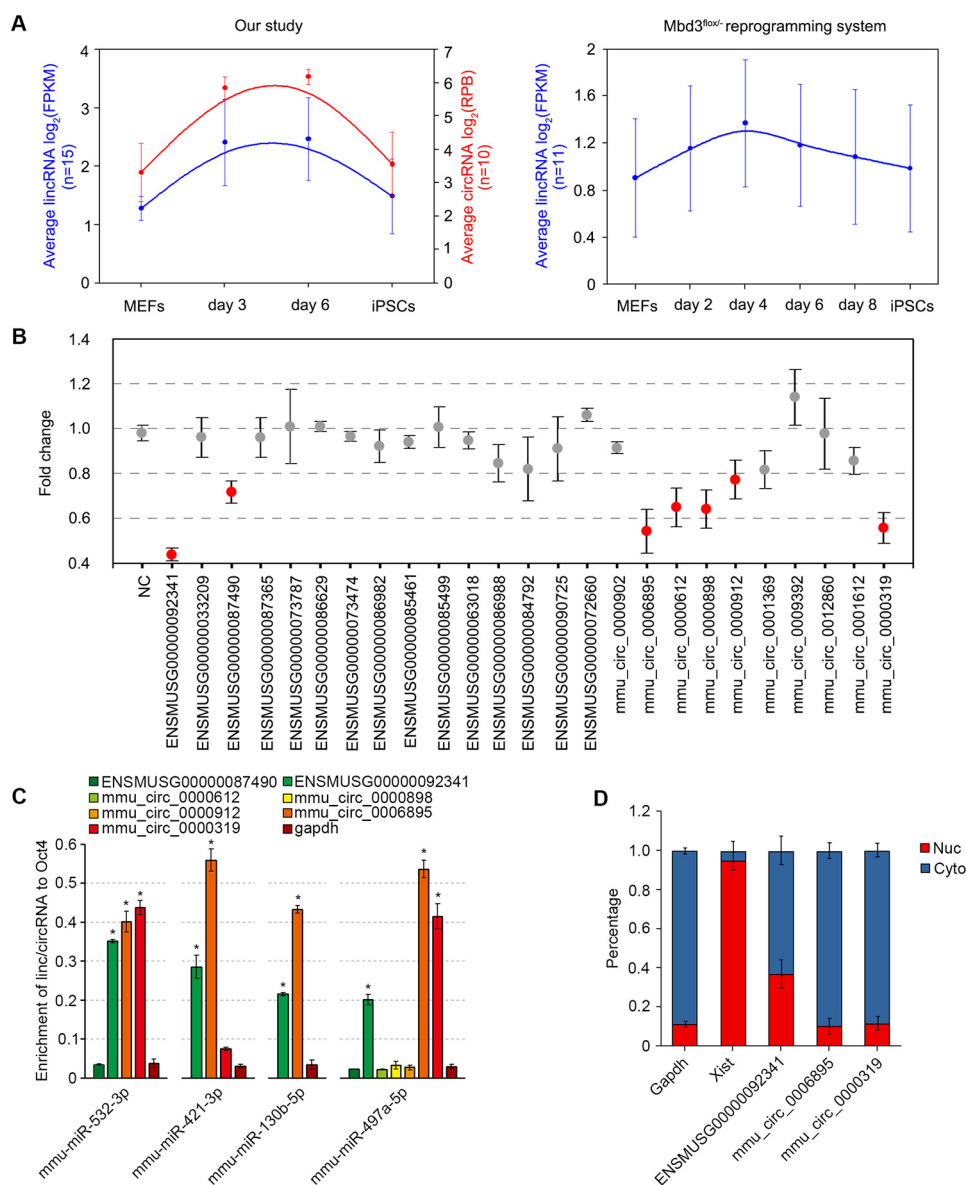 A
Our study
Average lincRNA log2(FPKM)
(n=15)
4
3
2
1
0
7
6
5
4
3
2
1
0
Average circRNA log2(RPB)
(n=10)
MEFs
day 3
day 6
iPSCs
Mbd3flox/- reprogramming system
Average lincRNA log2(FPKM)
(n=11)
2
1.6
1.2
0.8
0.4
0
MEFs
day 2
day 4
day 6
day 8
iPSCs
B
Fold change
1.4
1.2
1.0
0.8
0.6
0.4
NC
ENSMUSG00000092341
ENSMUSG00000033209
ENSMUSG00000087490
ENSMUSG00000087365
ENSMUSG00000073787
ENSMUSG00000086629
ENSMUSG00000073474
ENSMUSG00000086982
ENSMUSG00000085461
ENSMUSG00000085499
ENSMUSG00000063018
ENSMUSG00000086988
ENSMUSG00000084792
ENSMUSG00000090725
ENSMUSG00000072660
mmu_circ_0000902
mmu_circ_0006895
mmu_circ_0000612
mmu_circ_0000898
mmu_circ_0000912
mmu_circ_0001369
mmu_circ_0009392
mmu_circ_0012860
mmu_circ_0001612
mmu_circ_0000319
C
ENSMUSG00000087490
ENSMUSG00000092341
mmu_circ_0000612
mmu_circ_0000898
mmu_circ_0000912
mmu_circ_0006895
mmu_circ_0000319
gapdh
Enrichment of linc/circRNA to Oct4
0.6
0.5
0.4
0.3
0.2
0.1
0
* * *
* *
* *
* * *
mmu-miR-532-3p
mmu-miR-421-3p
mmu-miR-130b-5p
mmu-miR-497a-5p
D
Percentage
1.2
1.0
0.8
0.6
0.4
0.2
0
Nuc
Cyto
Gapdh
Xist
ENSMUSG00000092341
mmu_circ_0006895
mmu_circ_0000319